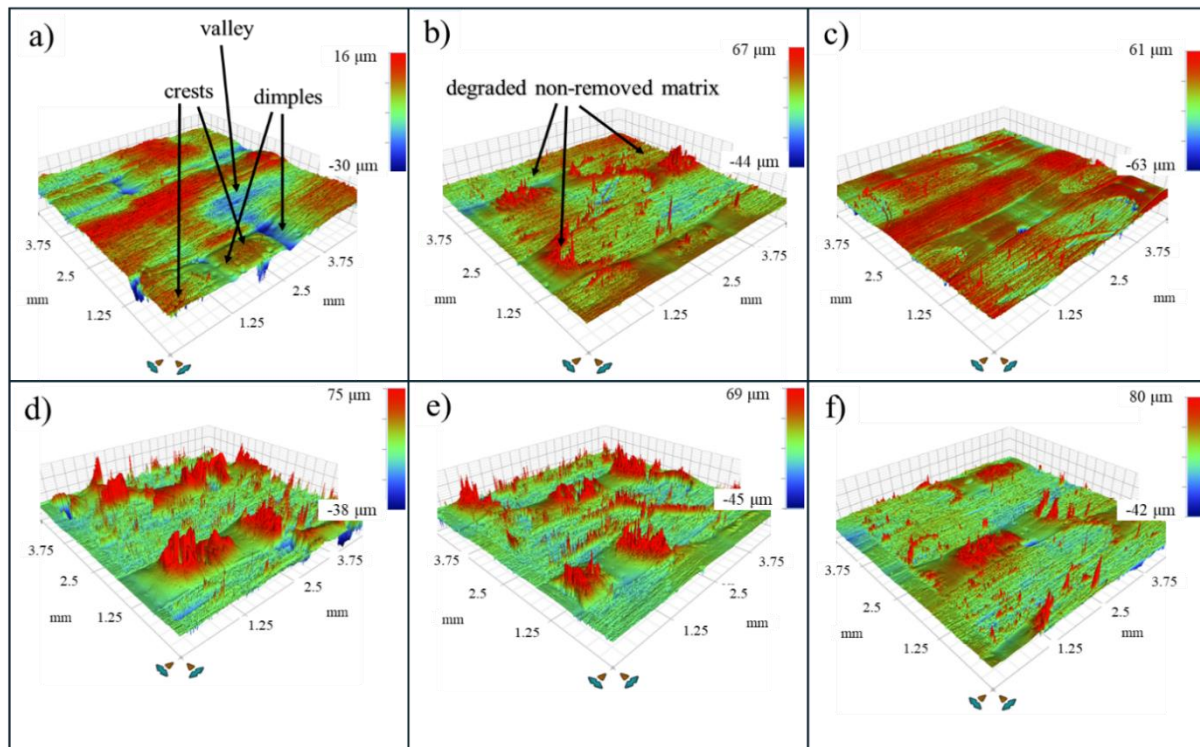 a)
valley
crests
dimples
16 μm
-30 μm
3.75
2.5
mm
1.25
1.25
2.5
3.75
mm
b)
degraded non-removed matrix
67 μm
-44 μm
3.75
2.5
mm
1.25
1.25
2.5
3.75
mm
c)
61 μm
-63 μm
3.75
2.5
mm
1.25
1.25
2.5
3.75
mm
d)
75 μm
-38 μm
3.75
2.5
mm
1.25
1.25
2.5
3.75
mm
e)
69 μm
-45 μm
3.75
2.5
mm
1.25
1.25
2.5
mm
f)
80 μm
-42 μm
3.75
2.5
mm
1.25
1.25
2.5
3.75
mm